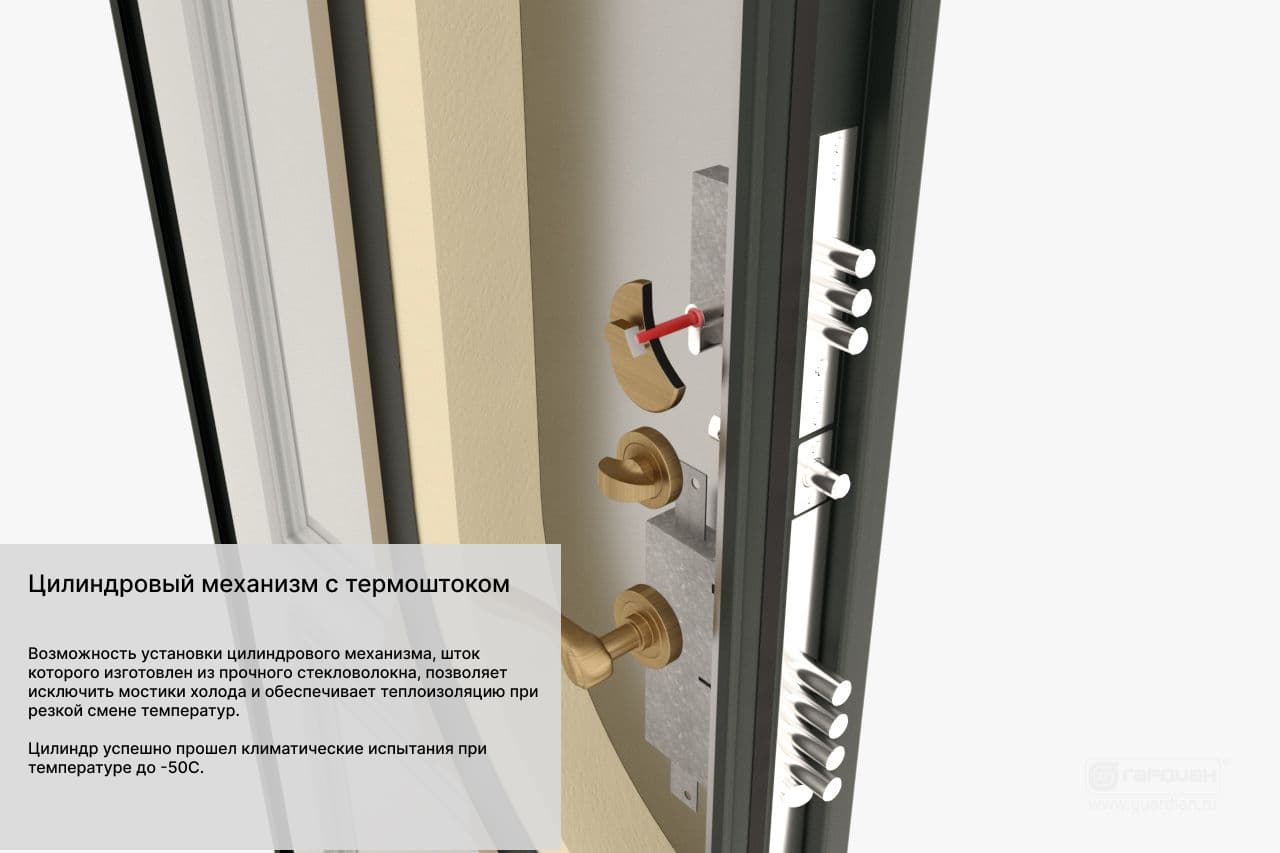 Цилиндровый механизм с термоштоком
Возможность установки цилиндрового механизма, шток
которого изготовлен из прочного стекловолокна, позволяет
исключить мостики холода и обеспечивает теплоизоляцию при
резкой смене температур.
Цилиндр успешно прошел климатические испытания при
температуре до -50С.
гардиан
www.guardian.ru